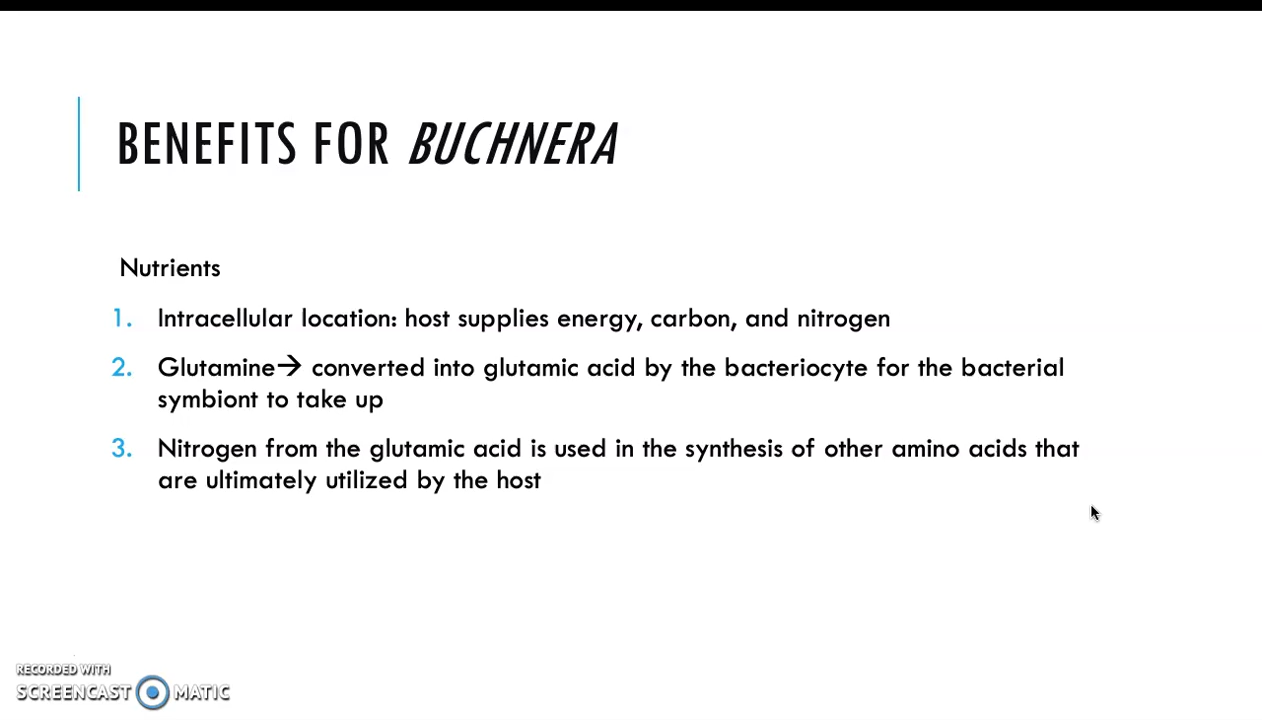 BENEFITS FOR BUCHNERA
Nutrients
1. Intracellular location: host supplies energy, carbon, and nitrogen
2. Glutamine→ converted into glutamic acid by the bacteriocyte for the bacterial
symbiont to take up
3. Nitrogen from the glutamic acid is used in the synthesis of other amino acids that
are ultimately utilized by the host
RECORDED WITH
SCREENCAST MATIC